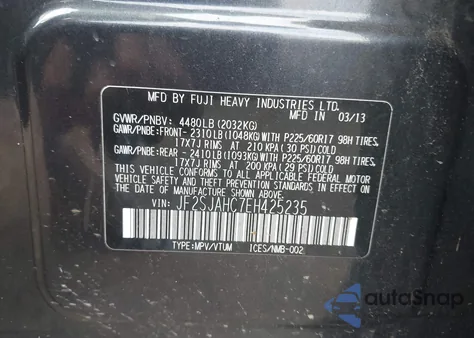 MFD BY FUJI HEAVY INDUSTRIES LTD.
MFD IN 03/13
GVWR/PNBV: 4480LB(2032KG)
GAWR/PNBE:FRONT- 2310LB(1048KG)WITH P225/60R17 98H TIRES,
17X7J RIMS AT 210 KPA(30 PSI)COLD
GAWR/PNBE:REAR - 2410LB(1093KG)WITH P225/60R17 98H TIRES,
17X7J RIMS AT 200 KPA(29 PSI)COLD
THIS VEHICLE CONFORMS TO ALL APPLICABLE FEDERAL
MOTOR VEHICLE SAFETY, BUMPER, AND
THEFT PREVENTION STANDARDS IN EFFECT ON
THE DATE OF MANUFACTURE SHOWN ABOVE.
VIN: JF2SJAHC7EH425235
TYPE:MPV/VTUM ICES/NMB-002
autoSnap